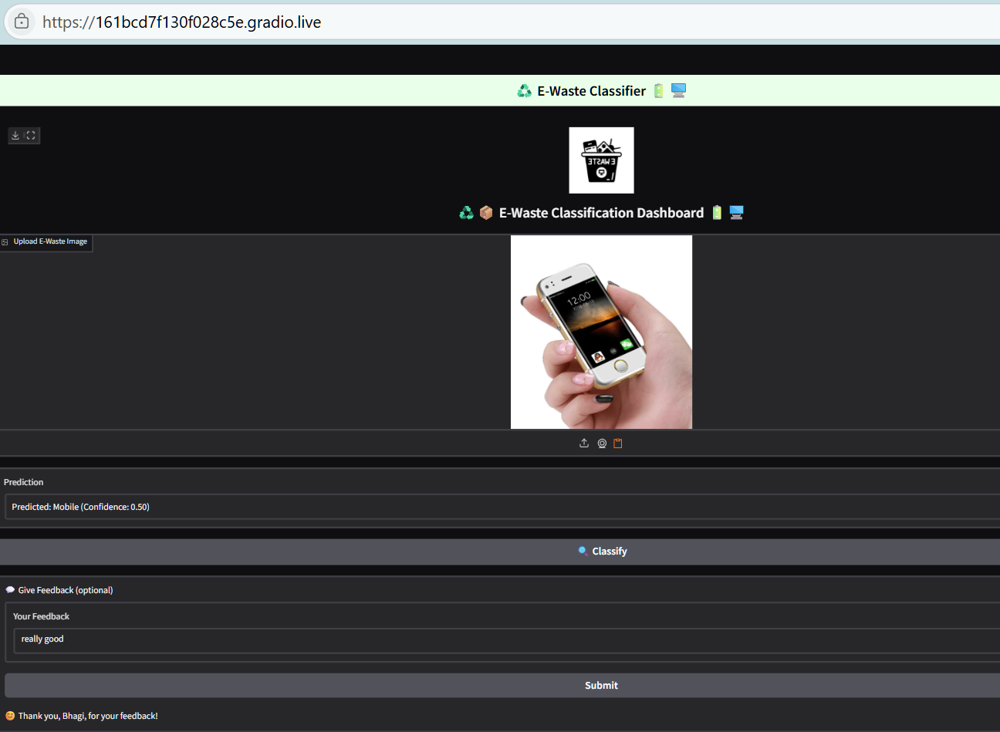 https://161bcd7f130f028c5e.gradio.live
♻️ E-Waste Classifier 🔋 🖥️
E WASTE
♻️ 📦 E-Waste Classification Dashboard 🔋 🖥️
Upload E-Waste Image
12:00
Prediction
Predicted: Mobile (Confidence: 0.50)
🔍 Classify
💬 Give Feedback (optional)
Your Feedback
really good
Submit
😊 Thank you, Bhagi, for your feedback!